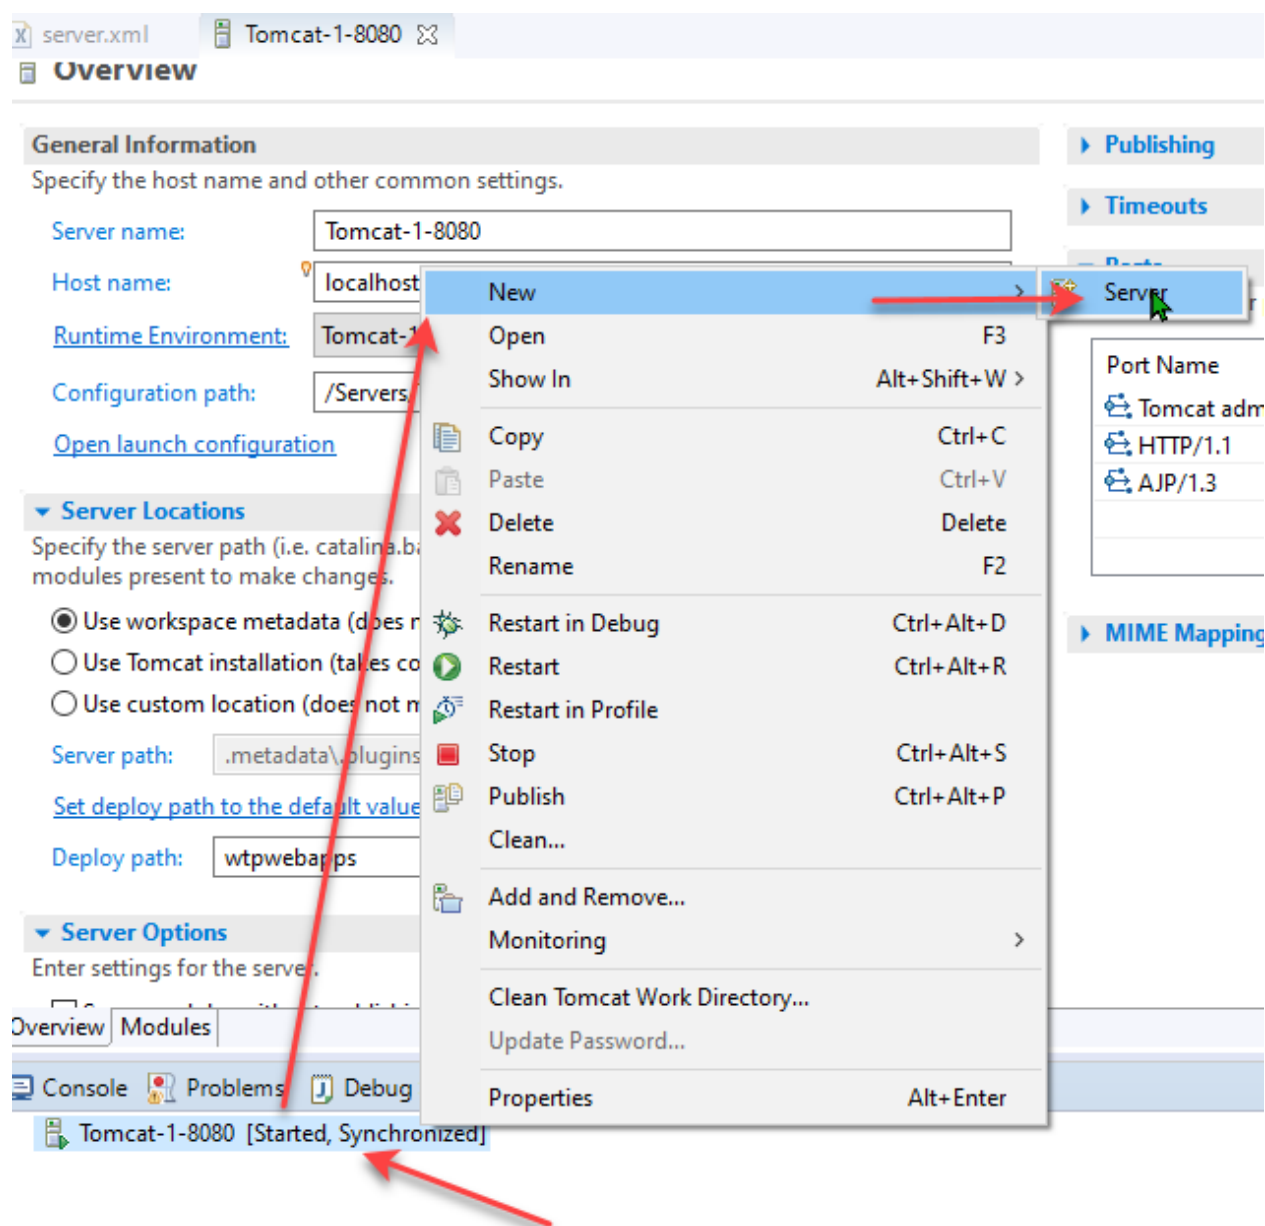 server.xml
Tomcat-1-8080
Overview
General Information
Specify the host name and other common settings.
Server name:
Tomcat-1-8080
Host name:
localhost
Runtime Environment:
Tomcat-1
Configuration path:
/Servers/
Open launch configuration
Server Locations
Specify the server path (i.e. catalina.ba
modules present to make changes.
Use workspace metadata (does n
Use Tomcat installation (takes co
Use custom location (does not m
Server path:
.metadata\.plugins
Set deploy path to the default value
Deploy path:
wtpwebapps
Server Options
Enter settings for the server.
Overview
Modules
Console
Problems
Debug
Tomcat-1-8080 [Started, Synchronized]
New
Open F3
Show In Alt+Shift+W
Copy Ctrl+C
Paste Ctrl+V
Delete Delete
Rename F2
Restart in Debug Ctrl+Alt+D
Restart Ctrl+Alt+R
Restart in Profile
Stop Ctrl+Alt+S
Publish Ctrl+Alt+P
Clean...
Add and Remove...
Monitoring
Clean Tomcat Work Directory...
Update Password...
Properties Alt+Enter
Server
Publishing
Timeouts
Ports
Port Name
Tomcat adm
HTTP/1.1
AJP/1.3
MIME Mapping